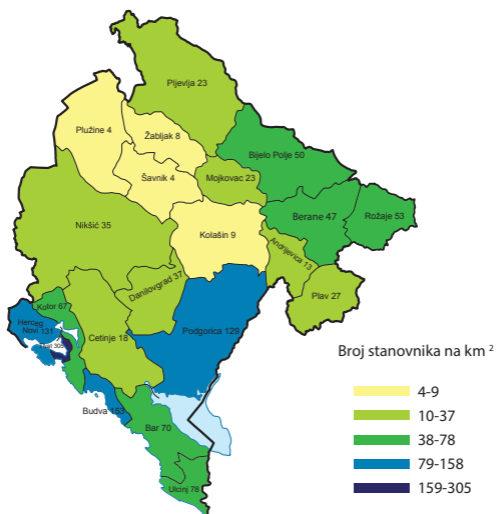 Pljevlja 23
Plužine 4
Žabljak 8
Bijelo Polje 50
Šavnik 4
Mojkovac 23
Berane 47
Rožaje 53
Nikšić 35
Kolašin 9
Andrijevica 13
Danilovgrad 37
Plav 27
Kotor 67
Herceg
Novi 131
Podgorica 129
Cetinje 18
Tivat 305
Budva 153
Bar 70
Ulcinj 78
Broj stanovnika na km ²
4-9
10-37
38-78
79-158
159-305